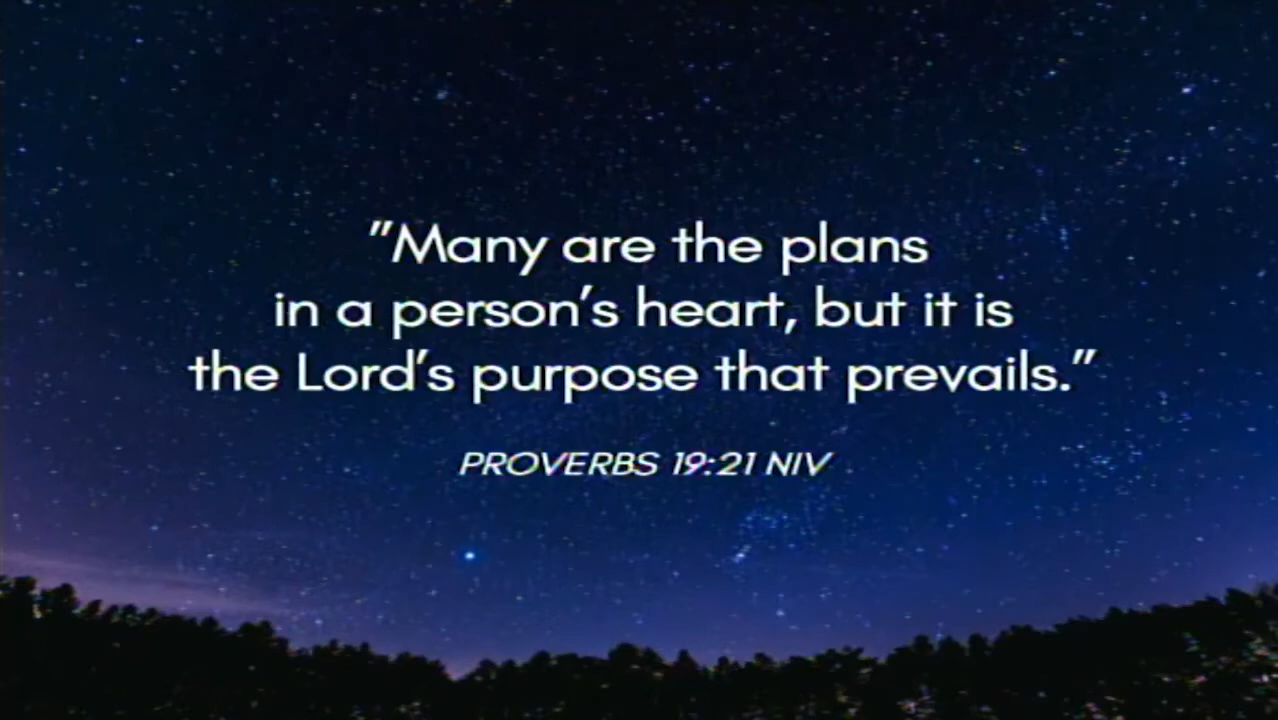 "Many are the plans
in a person's heart, but it is
the Lord's purpose that prevails."
PROVERBS 19:21 NIV